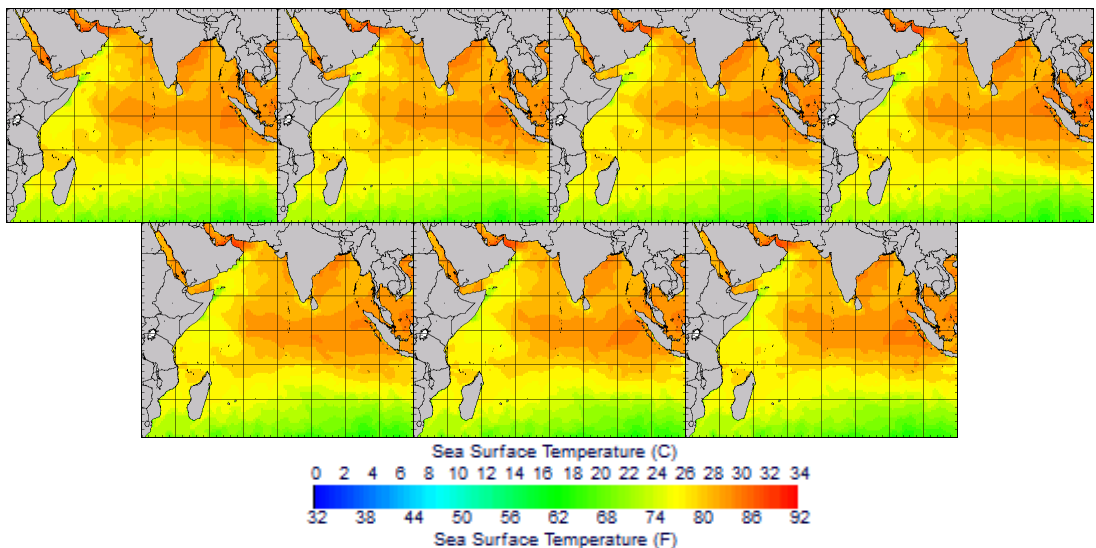 Sea Surface Temperature (C)
0 2 4 6 8 10 12 14 16 18 20 22 24 26 28 30 32 34
32 38 44 50 56 62 68 74 80 86 92
Sea Surface Temperature (F)